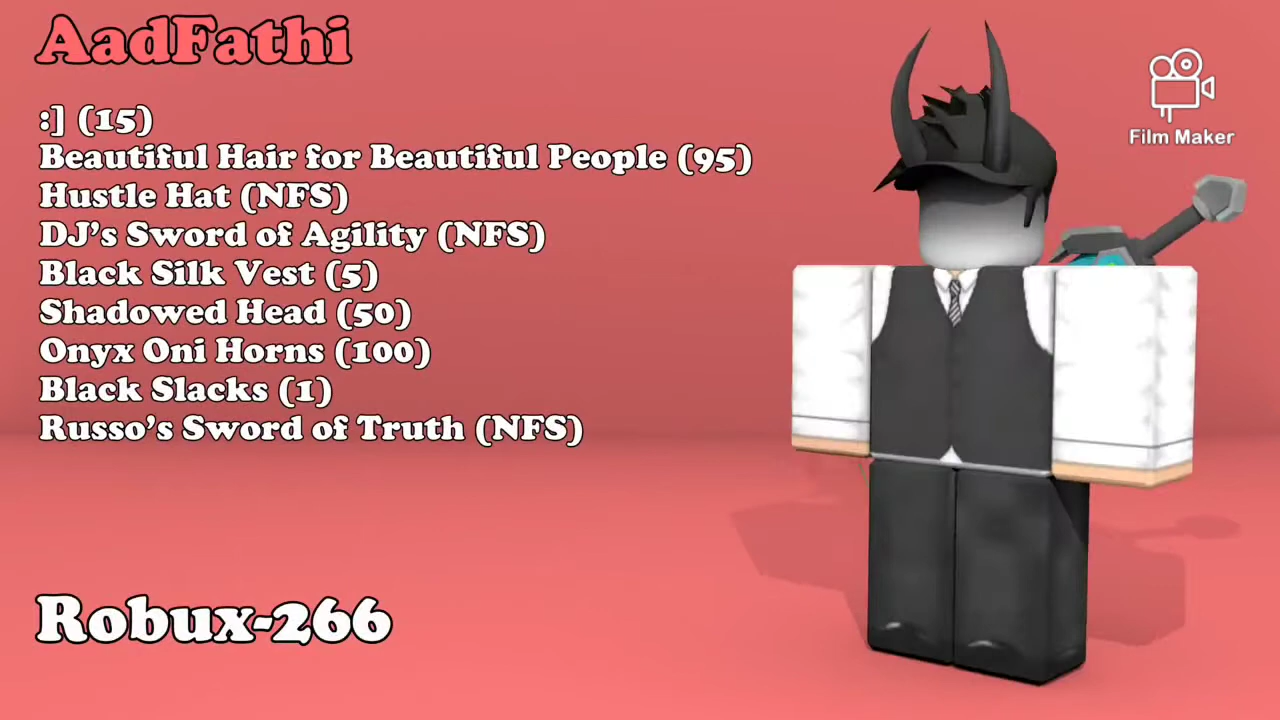 AadFathi
:] (15)
Beautiful Hair for Beautiful People (95)
Hustle Hat (NFS)
DJ's Sword of Agility (NFS)
Black Silk Vest (5)
Shadowed Head (50)
Onyx Oni Horns (100)
Black Slacks (1)
Russo's Sword of Truth (NFS)
Robux-266
Film Maker